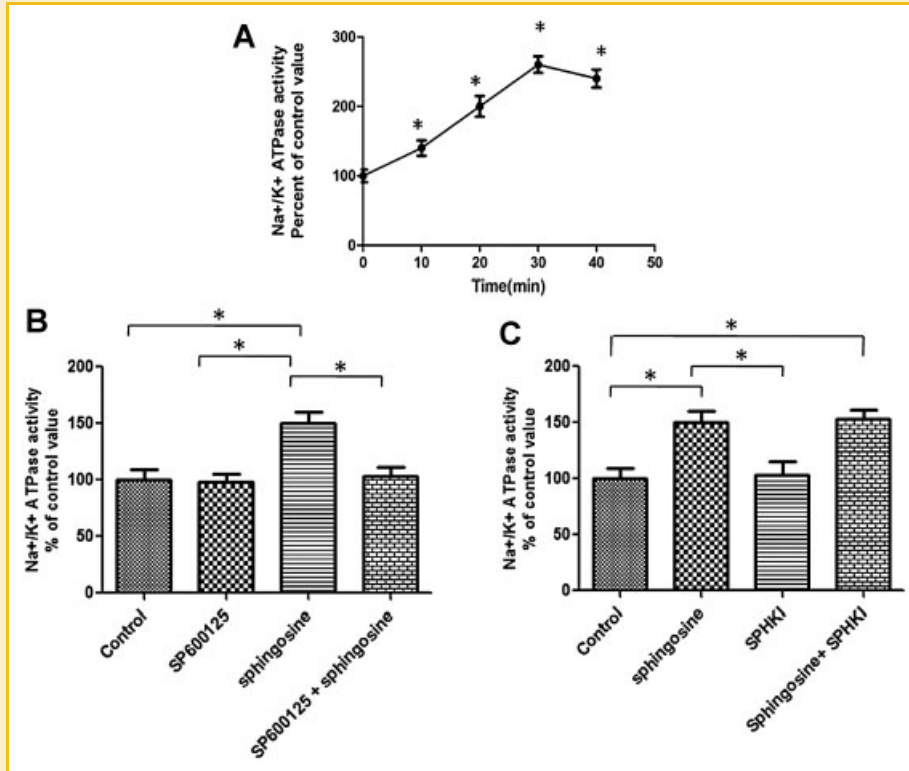 A
Na+/K+ ATPase activity
Percent of control value
300
200
100
0
0 10 20 30 40 50
Time(min)
* * * * *
B
Na+/K+ ATPase activity
% of control value
200
150
100
50
0
* * *
Control
SP600125
sphingosine
SP600125 + sphingosine
C
Na+/K+ ATPase activity
% of control value
200
150
100
50
0
* * *
Control
sphingosine
SPHKI
Sphingosine+ SPHKI